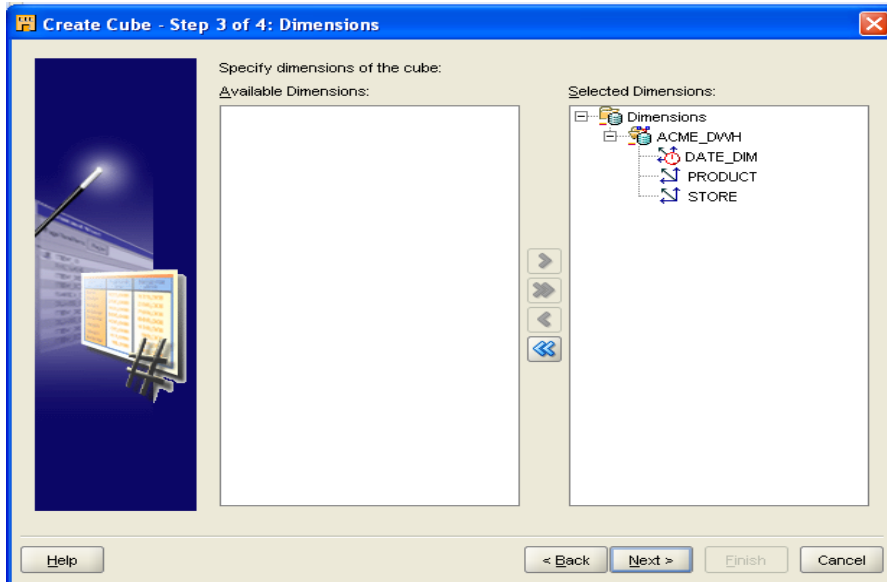 Create Cube - Step 3 of 4: Dimensions
Specify dimensions of the cube:
Available Dimensions:
Selected Dimensions:
Dimensions
ACME_DWH
DATE_DIM
PRODUCT
STORE
Help
< Back
Next >
Finish
Cancel